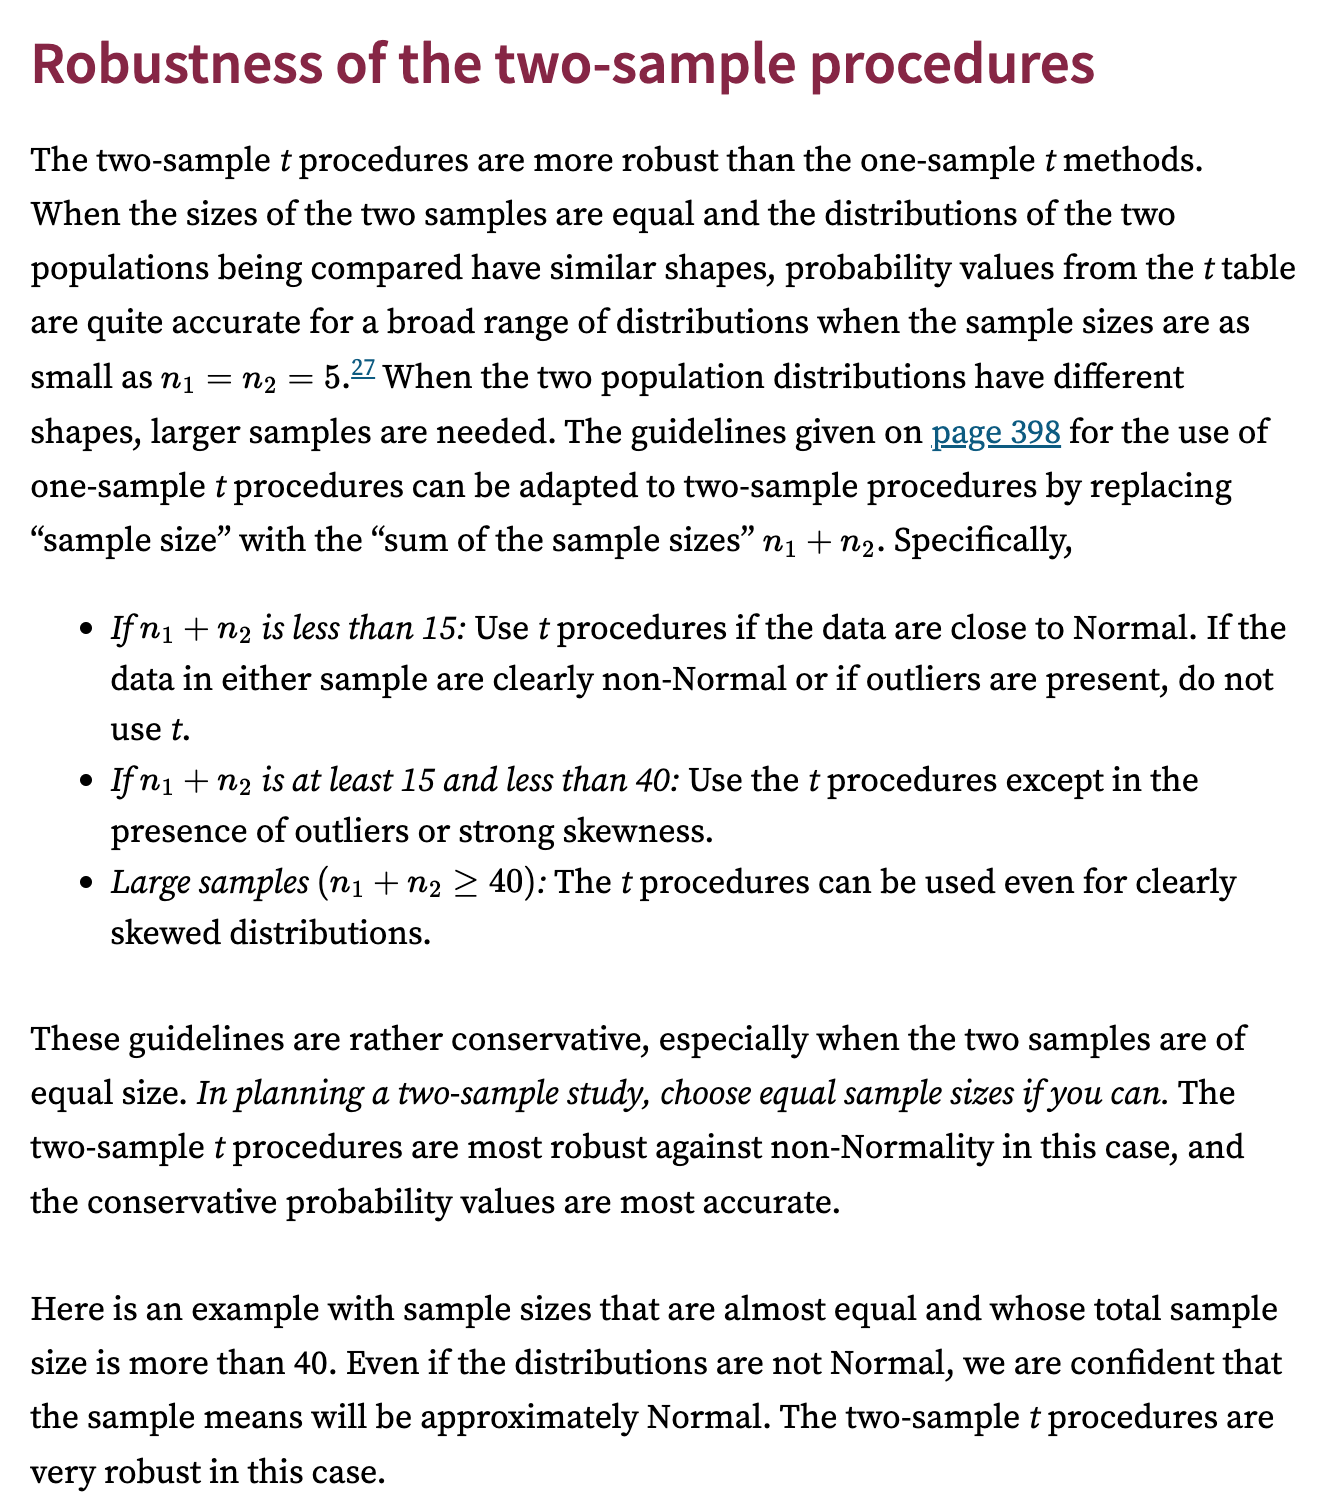 Robustness of the two-sample procedures
The two-sample t procedures are more robust than the one-sample t methods.
When the sizes of the two samples are equal and the distributions of the two
populations being compared have similar shapes, probability values from the t table
are quite accurate for a broad range of distributions when the sample sizes are as
small as n₁ = n₂ = 5.²⁷ When the two population distributions have different
shapes, larger samples are needed. The guidelines given on page 398 for the use of
one-sample t procedures can be adapted to two-sample procedures by replacing
“sample size” with the “sum of the sample sizes” n₁ + n₂. Specifically,
• If n₁ + n₂ is less than 15: Use t procedures if the data are close to Normal. If the
data in either sample are clearly non-Normal or if outliers are present, do not
use t.
• If n₁ + n₂ is at least 15 and less than 40: Use the t procedures except in the
presence of outliers or strong skewness.
• Large samples (n₁ + n₂ ≥ 40): The t procedures can be used even for clearly
skewed distributions.
These guidelines are rather conservative, especially when the two samples are of
equal size. In planning a two-sample study, choose equal sample sizes if you can. The
two-sample t procedures are most robust against non-Normality in this case, and
the conservative probability values are most accurate.
Here is an example with sample sizes that are almost equal and whose total sample
size is more than 40. Even if the distributions are not Normal, we are confident that
the sample means will be approximately Normal. The two-sample t procedures are
very robust in this case.